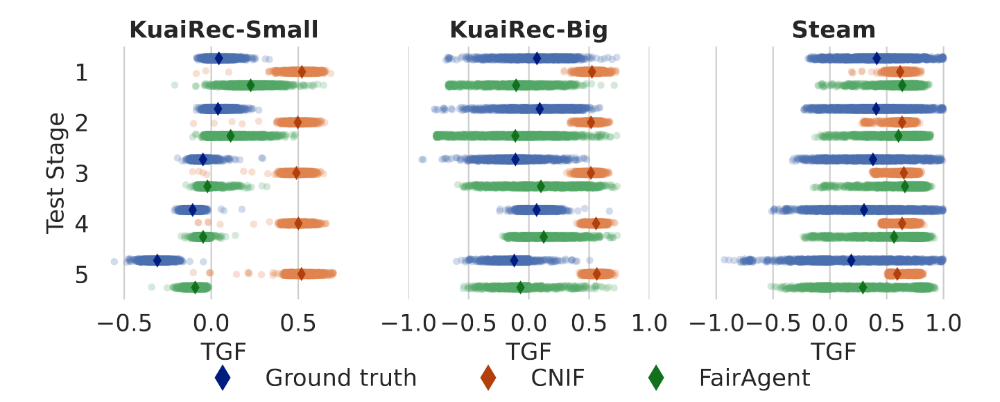 KuaiRec-Small KuaiRec-Big Steam
Test Stage
1
2
3
4
5
−0.5 0.0 0.5 −1.0 −0.5 0.0 0.5 1.0 −1.0 −0.5 0.0 0.5 1.0
TGF TGF TGF
Ground truth CNIF FairAgent